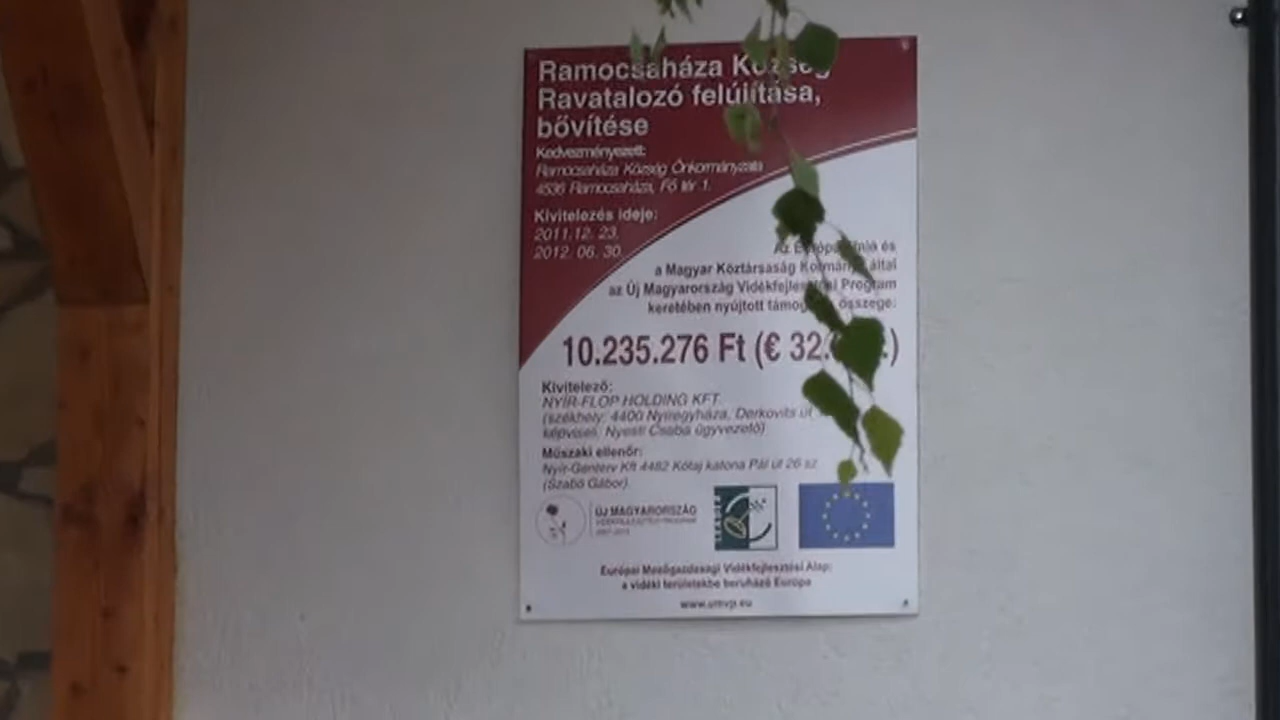 Ramocsaháza Község
Ravatalozó felújítása,
bővítése
Kedvezményezett:
Ramocsaháza Község Önkormányzata
4536 Ramocsaháza, Fő tér 1.
Kivitelezés ideje:
2011.12. 23.
2012. 06. 30.
Az Európai Unió és
a Magyar Köztársaság Kormánya által
az Új Magyarország Vidékfejlesztési Program
keretében nyújtott támogatás összege:
10.235.276 Ft (€ 32.
Kivitelező:
NYÍR-FLOP HOLDING KFT.
(székhely: 4400 Nyíregyháza, Derkovits út
képvisel: Nyesti Csaba ügyvezető)
Műszaki ellenőr:
Nyír-Genterv Kft 4482 Kótaj katona Pál út 26 sz
(Szabó Gábor)
ÚJ MAGYARORSZÁG
VIDÉKFEJLESZTÉSI PROGRAM
LEADER
Európai Mezőgazdasági Vidékfejlesztési Alap:
a vidéki területekbe beruházó Európa
www.umvp.eu